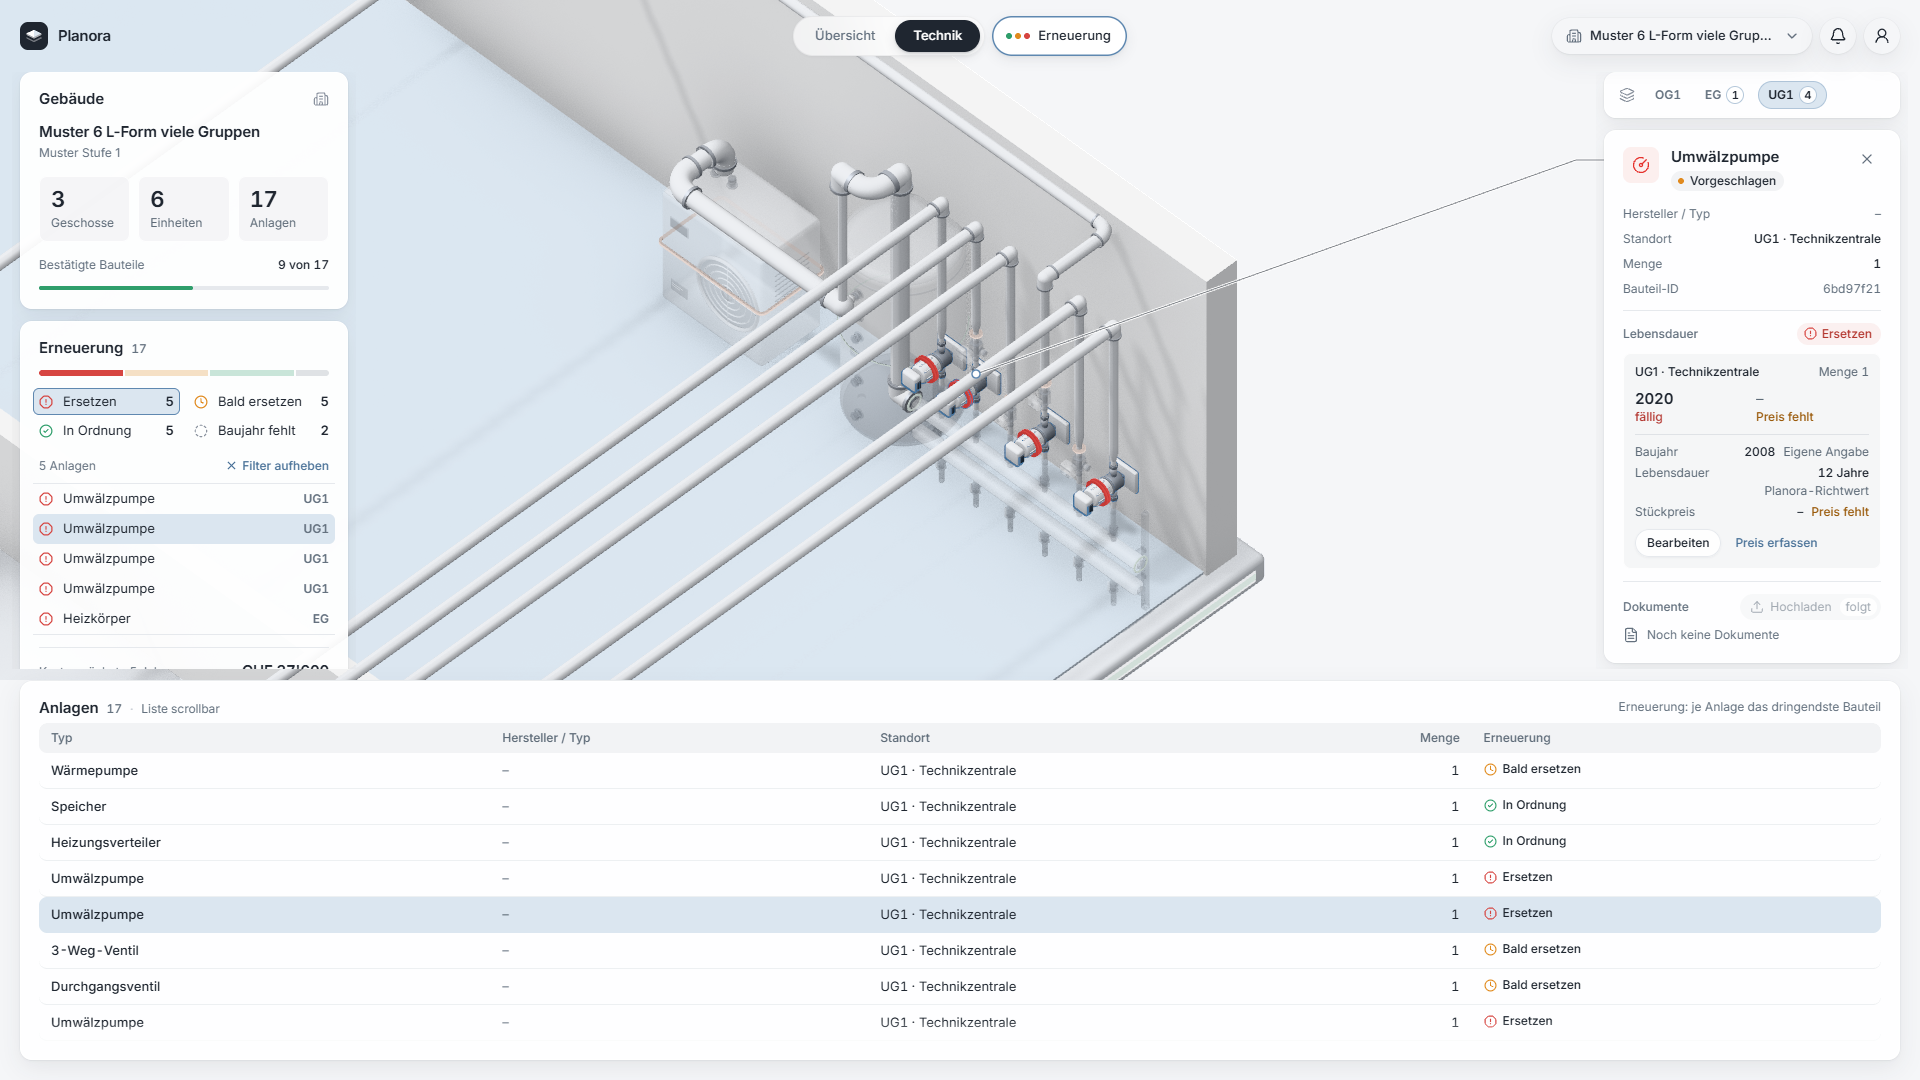 Planora
Übersicht
Technik
Erneuerung
Muster 6 L-Form viele Grup...
Gebäude
Muster 6 L-Form viele Gruppen
Muster Stufe 1
3
Geschosse
6
Einheiten
17
Anlagen
Bestätigte Bauteile 9 von 17
Erneuerung 17
Ersetzen 5
Bald ersetzen 5
In Ordnung 5
Baujahr fehlt 2
5 Anlagen
Filter aufheben
Umwälzpumpe UG1
Umwälzpumpe UG1
Umwälzpumpe UG1
Umwälzpumpe UG1
Heizkörper EG
OG1
EG 1
UG1 4
Umwälzpumpe
Vorgeschlagen
Hersteller / Typ –
Standort UG1 · Technikzentrale
Menge 1
Bauteil-ID 6bd97f21
Lebensdauer Ersetzen
UG1 · Technikzentrale Menge 1
2020 –
fällig Preis fehlt
Baujahr 2008 Eigene Angabe
Lebensdauer 12 Jahre
Planora-Richtwert
Stückpreis – Preis fehlt
Bearbeiten Preis erfassen
Dokumente Hochladen folgt
Noch keine Dokumente
Anlagen 17 · Liste scrollbar
Erneuerung: je Anlage das dringendste Bauteil
Typ Hersteller / Typ Standort Menge Erneuerung
Wärmepumpe – UG1 · Technikzentrale 1 Bald ersetzen
Speicher – UG1 · Technikzentrale 1 In Ordnung
Heizungsverteiler – UG1 · Technikzentrale 1 In Ordnung
Umwälzpumpe – UG1 · Technikzentrale 1 Ersetzen
Umwälzpumpe – UG1 · Technikzentrale 1 Ersetzen
3-Weg-Ventil – UG1 · Technikzentrale 1 Bald ersetzen
Durchgangsventil – UG1 · Technikzentrale 1 Bald ersetzen
Umwälzpumpe – UG1 · Technikzentrale 1 Ersetzen